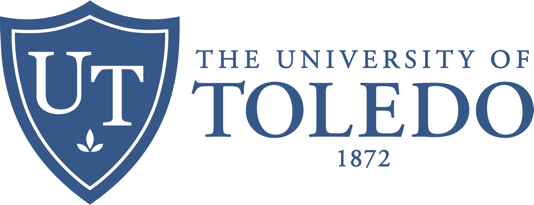 UT
THE UNIVERSITY OF
TOLEDO
1872